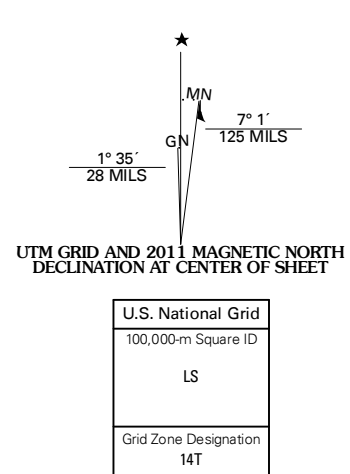 ★
MN
7° 1´
125 MILS
GN
1° 35´
28 MILS
UTM GRID AND 2011 MAGNETIC NORTH
DECLINATION AT CENTER OF SHEET
U.S. National Grid
100,000-m Square ID
LS
Grid Zone Designation
14T